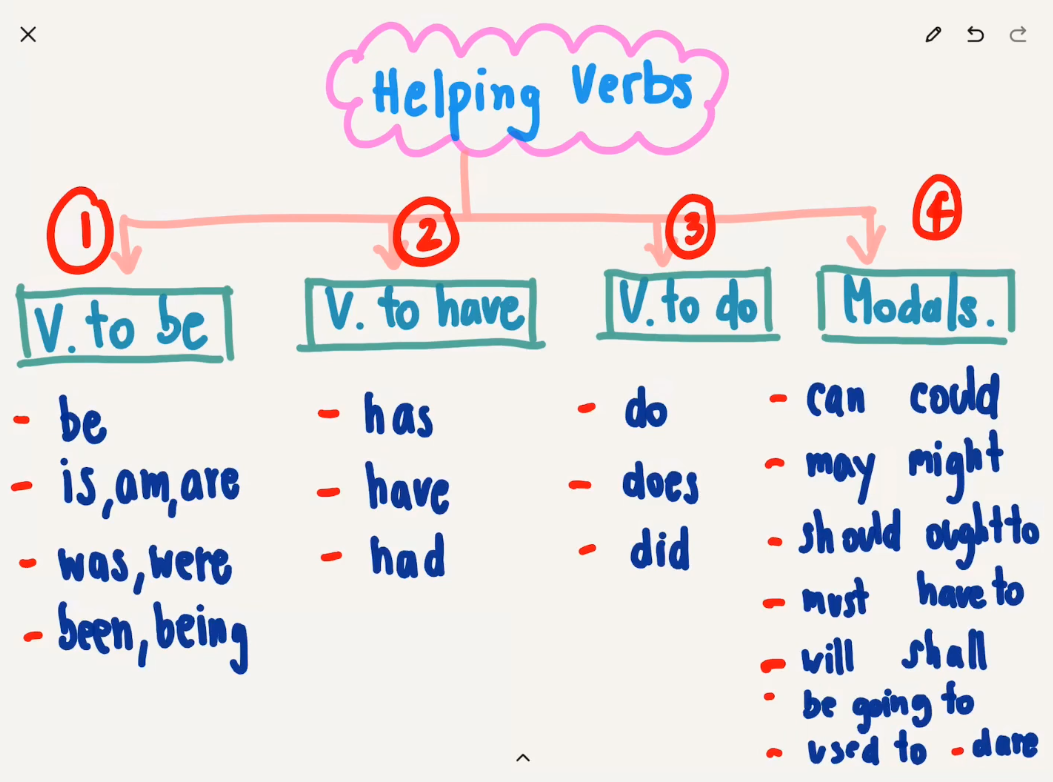 Helping Verbs
1
2
3
4
V. to be
be
is, am, are
was, were
been, being
V. to have
has
have
had
V. to do
do
does
did
Modals.
can could
may might
should ought to
must have to
will shall
be going to
used to - dare